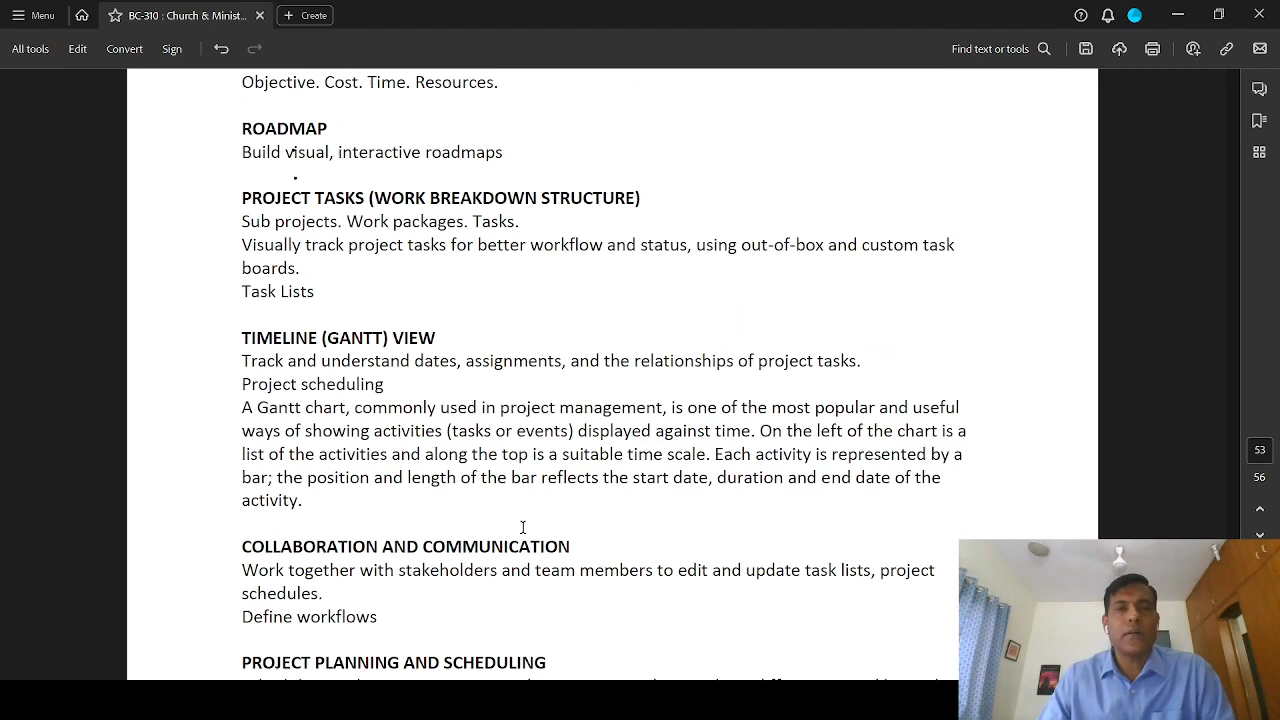 Menu
BC-310 : Church & Minist...
Create
All tools
Edit
Convert
Sign
Find text or tools
Objective. Cost. Time. Resources.
ROADMAP
Build visual, interactive roadmaps
PROJECT TASKS (WORK BREAKDOWN STRUCTURE)
Sub projects. Work packages. Tasks.
Visually track project tasks for better workflow and status, using out-of-box and custom task
boards.
Task Lists
TIMELINE (GANTT) VIEW
Track and understand dates, assignments, and the relationships of project tasks.
Project scheduling
A Gantt chart, commonly used in project management, is one of the most popular and useful
ways of showing activities (tasks or events) displayed against time. On the left of the chart is a
list of the activities and along the top is a suitable time scale. Each activity is represented by a
bar; the position and length of the bar reflects the start date, duration and end date of the
activity.
53
56
COLLABORATION AND COMMUNICATION
Work together with stakeholders and team members to edit and update task lists, project
schedules.
Define workflows
PROJECT PLANNING AND SCHEDULING